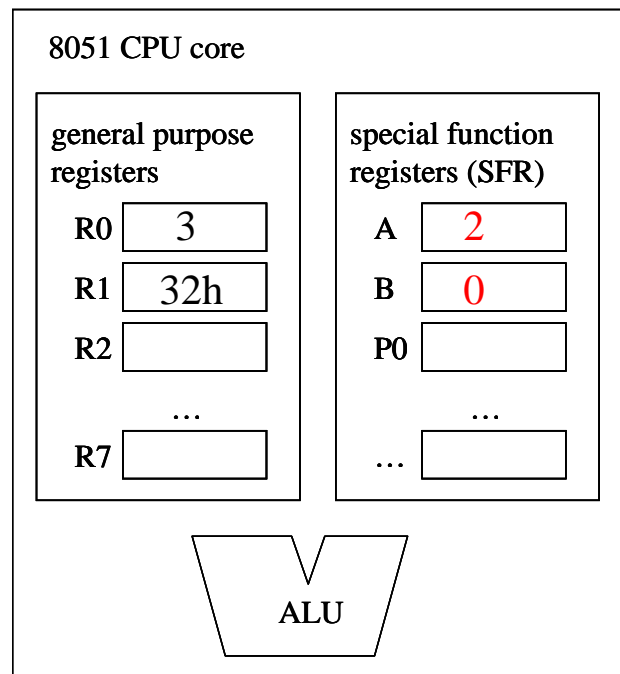 8051 CPU core
general purpose
registers
R0 3
R1 32h
R2
...
R7
special function
registers (SFR)
A 2
B 0
P0
...
...
ALU